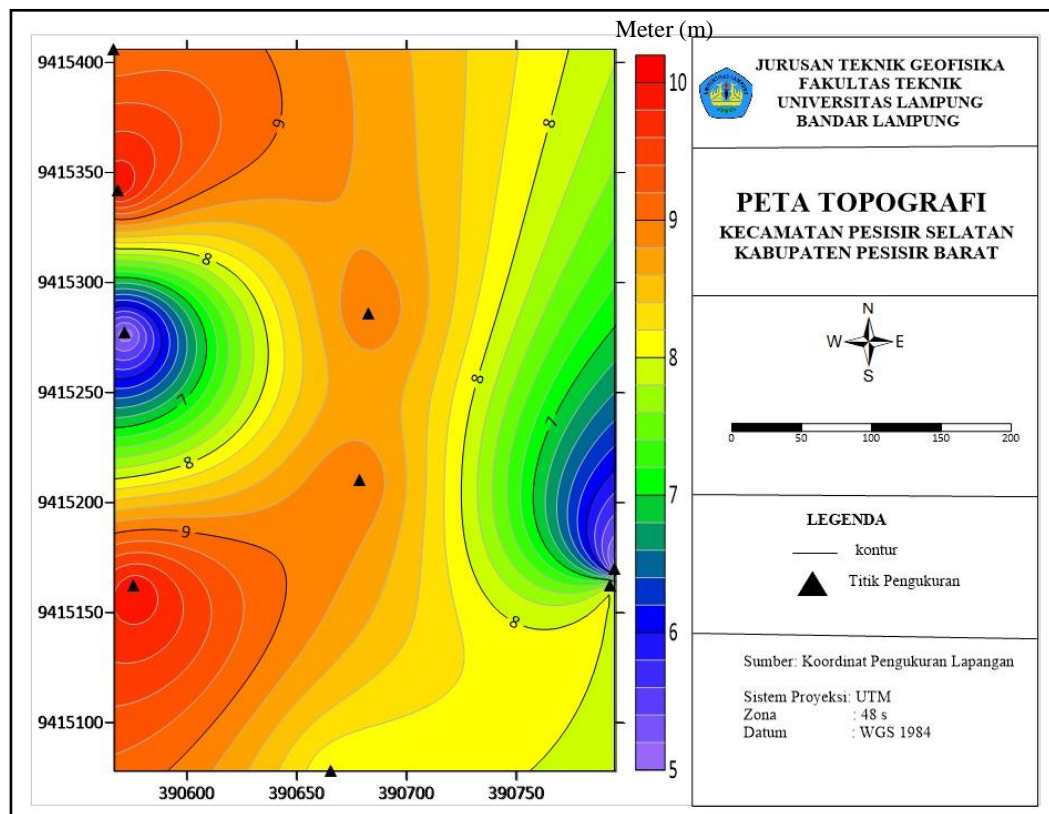 Meter (m)
9415400
9415350
9415300
9415250
9415200
9415150
9415100
390600
390650
390700
390750
9
8
8
7
8
9
8
8
7
8
10
9
8
7
6
5
JURUSAN TEKNIK GEOFISIKA
FAKULTAS TEKNIK
UNIVERSITAS LAMPUNG
BANDAR LAMPUNG
PETA TOPOGRAFI
KECAMATAN PESISIR SELATAN
KABUPATEN PESISIR BARAT
N
W E
S
0 50 100 150 200
LEGENDA
kontur
Titik Pengukuran
Sumber: Koordinat Pengukuran Lapangan
Sistem Proyeksi: UTM
Zona : 48 s
Datum : WGS 1984